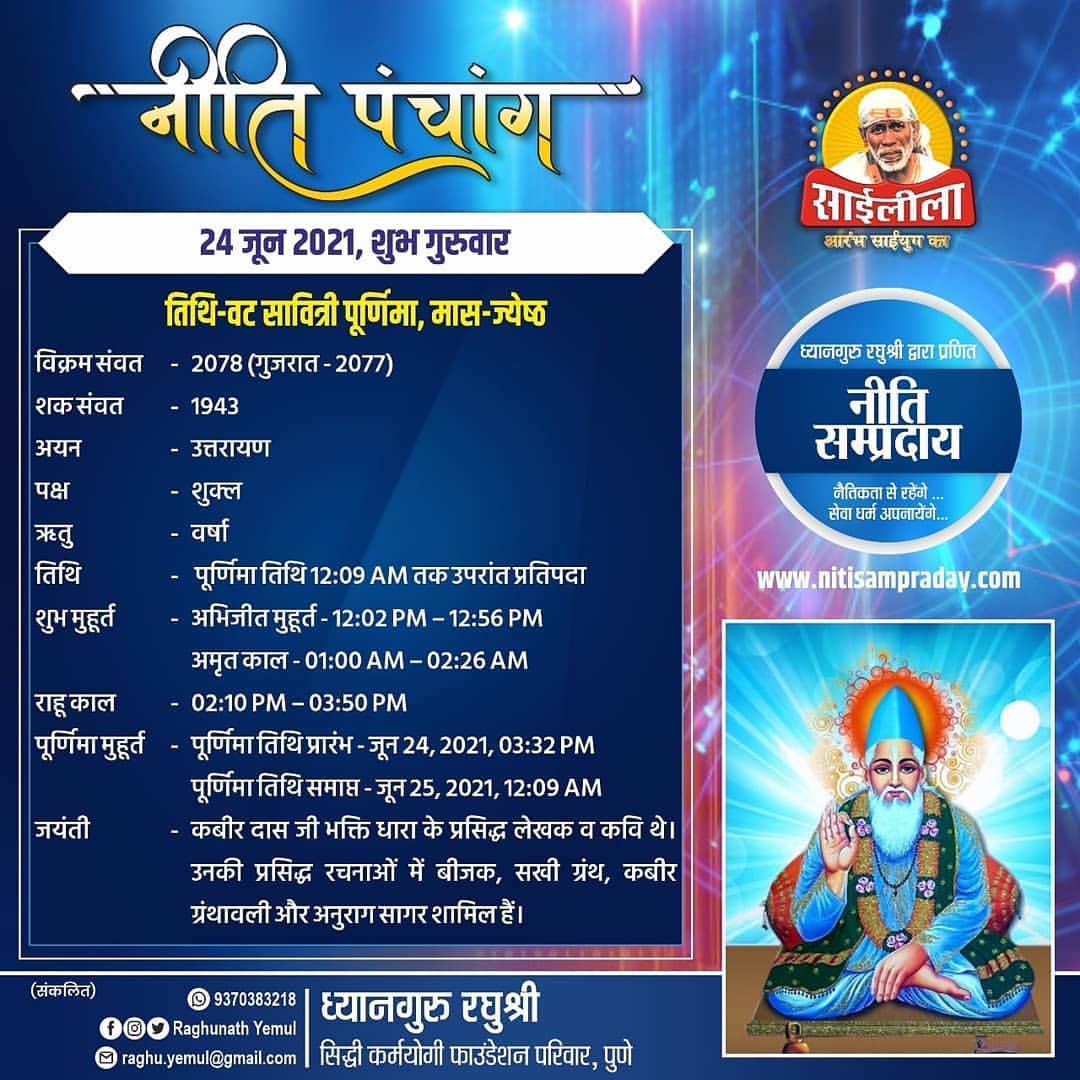 नीति पंचांग
साईलीला
आरंभ साईयुग का
24 जून 2021, शुभ गुरुवार
तिथि-वट सावित्री पूर्णिमा, मास-ज्येष्ठ
विक्रम संवत - 2078 (गुजरात - 2077)
शक संवत - 1943
अयन - उत्तरायण
पक्ष - शुक्ल
ऋतु - वर्षा
तिथि - पूर्णिमा तिथि 12:09 AM तक उपरांत प्रतिपदा
शुभ मुहूर्त - अभिजीत मुहूर्त - 12:02 PM – 12:56 PM
अमृत काल - 01:00 AM – 02:26 AM
राहू काल - 02:10 PM – 03:50 PM
पूर्णिमा मुहूर्त - पूर्णिमा तिथि प्रारंभ - जून 24, 2021, 03:32 PM
पूर्णिमा तिथि समाप्त - जून 25, 2021, 12:09 AM
जयंती - कबीर दास जी भक्ति धारा के प्रसिद्ध लेखक व कवि थे।
उनकी प्रसिद्ध रचनाओं में बीजक, सखी ग्रंथ, कबीर
ग्रंथावली और अनुराग सागर शामिल हैं।
ध्यानगुरु रघुश्री द्वारा प्रणित
नीति
सम्प्रदाय
नैतिकता से रहेंगे ...
सेवा धर्म अपनायेंगे...
www.nitisampraday.com
(संकलित)
9370383218
Raghunath Yemul
raghu.yemul@gmail.com
ध्यानगुरु रघुश्री
सिद्धी कर्मयोगी फाउंडेशन परिवार, पुणे